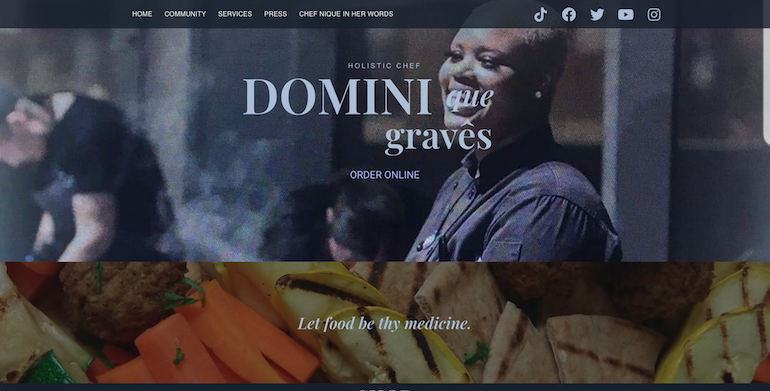 HOME COMMUNITY SERVICES PRESS CHEF NIQUE IN HER WORDS
HOLISTIC CHEF
DOMINI que
gravês
ORDER ONLINE
Let food be thy medicine.